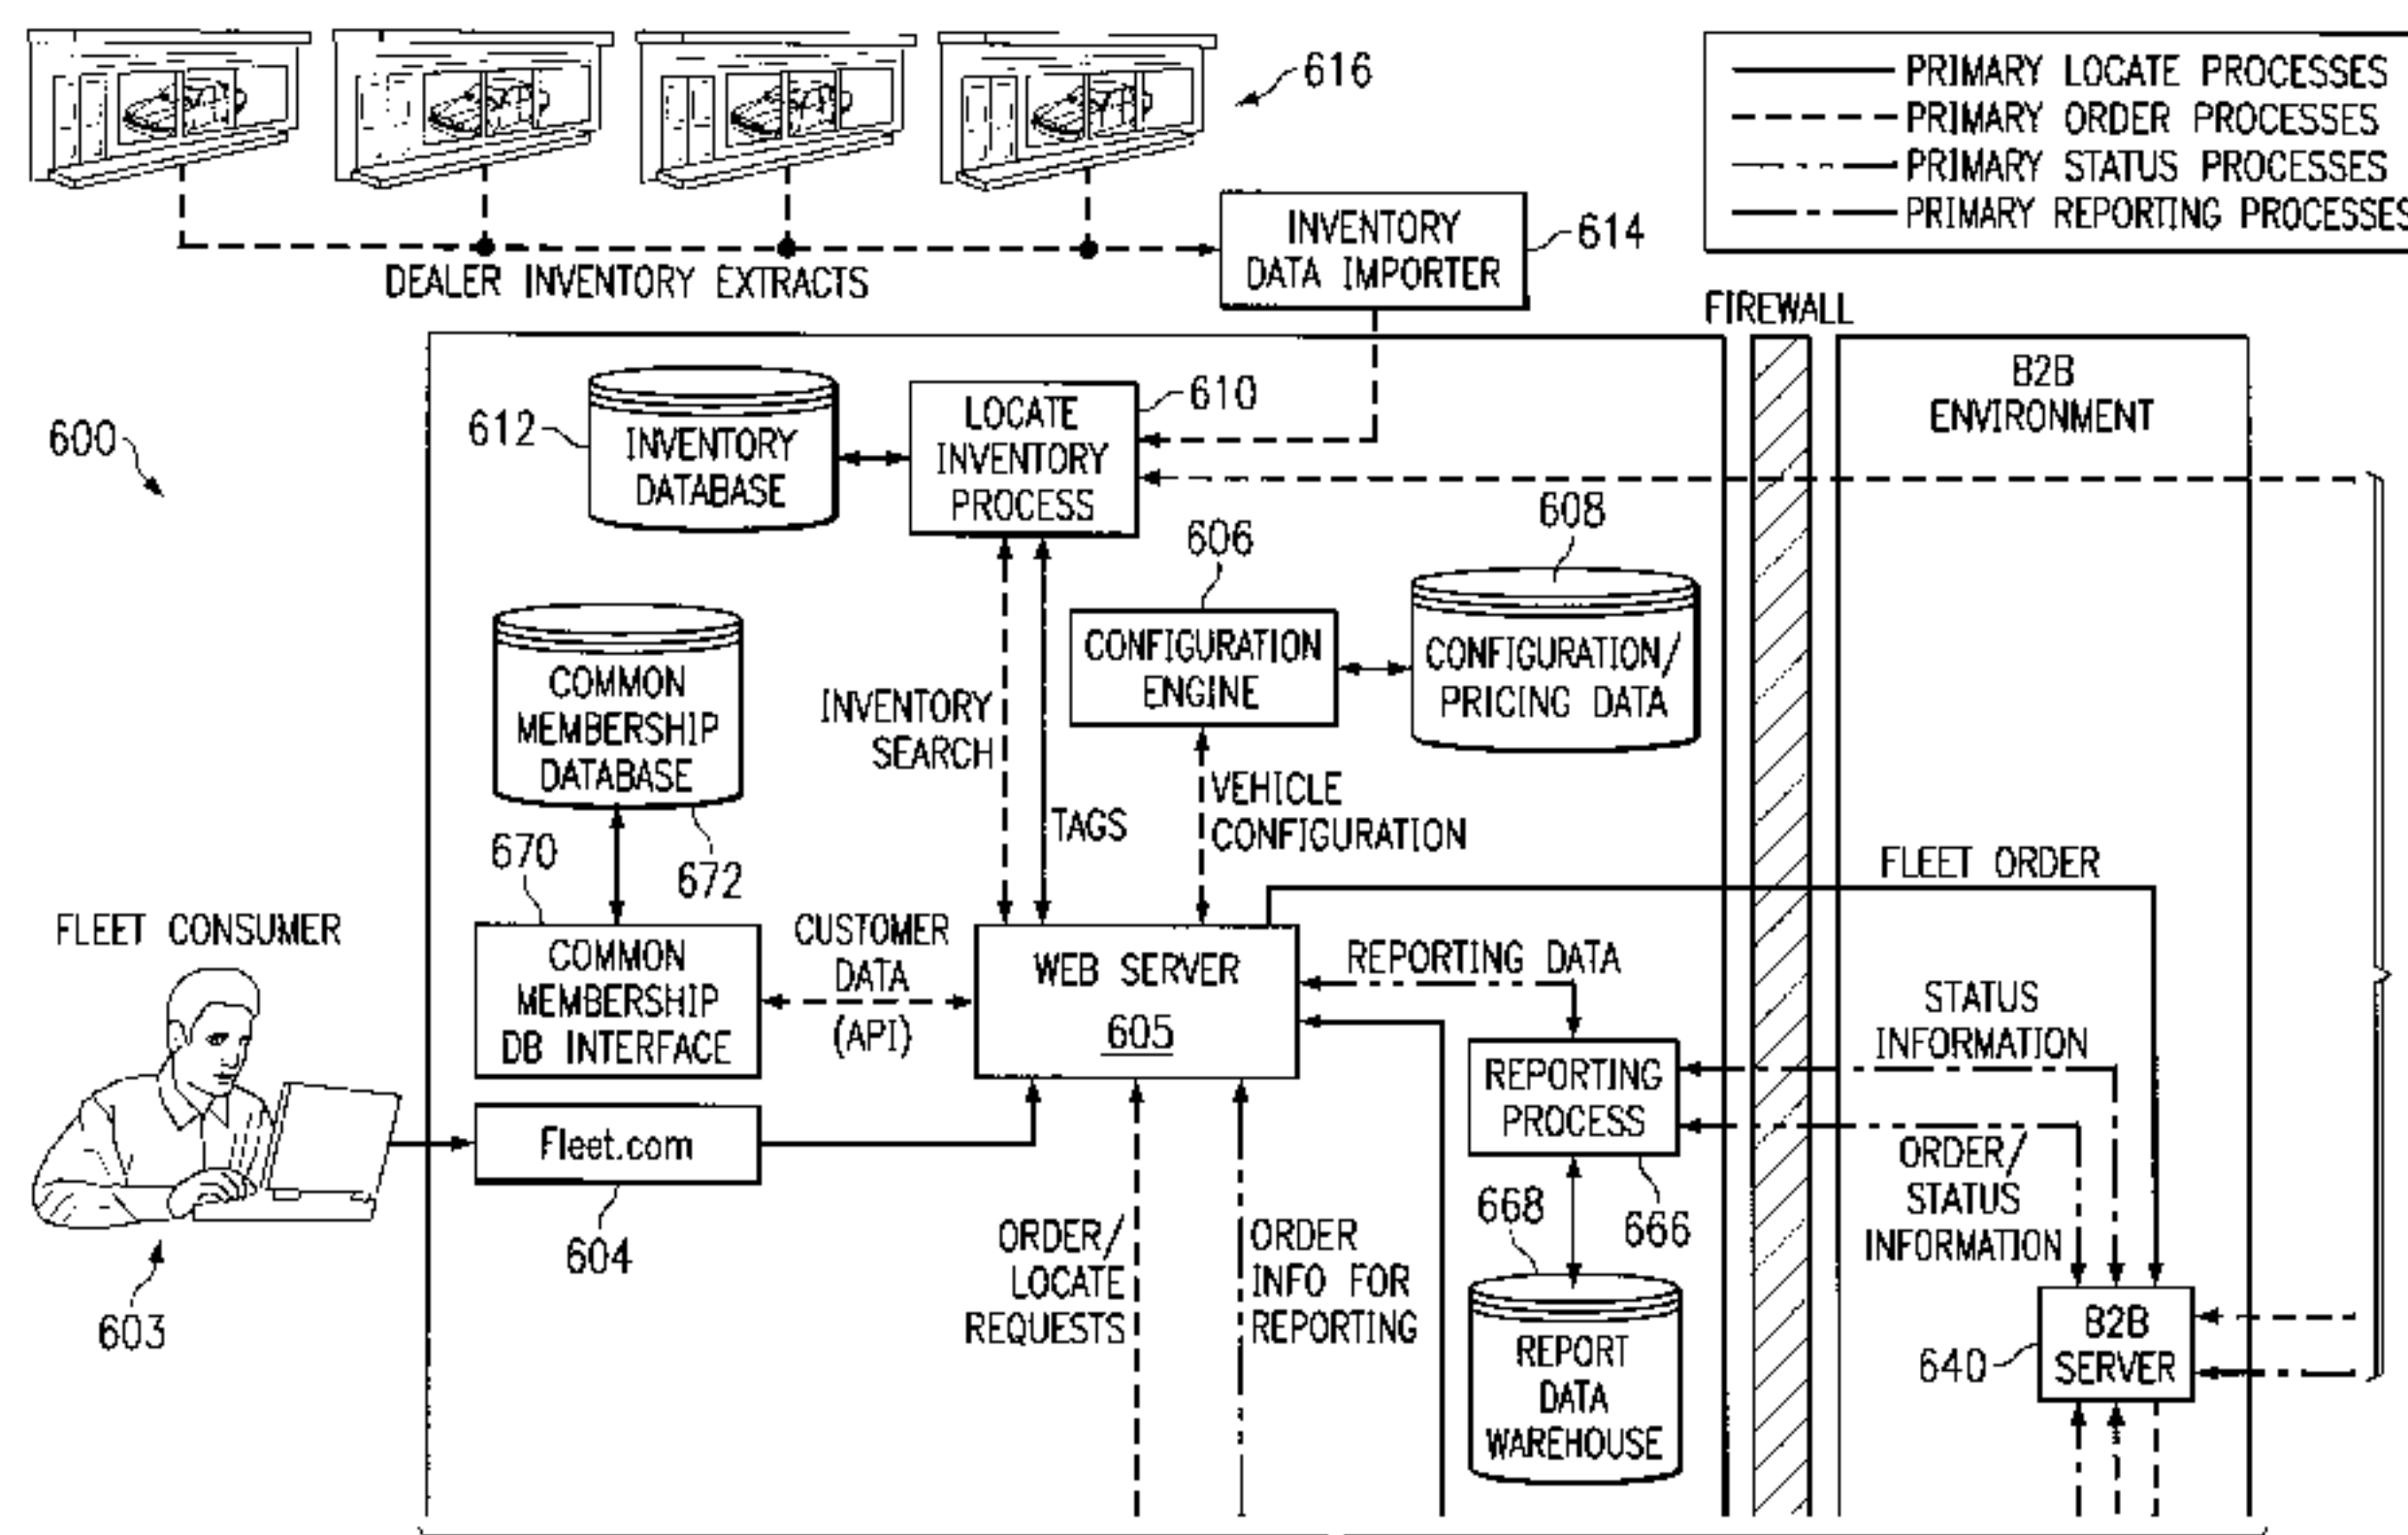 616
PRIMARY LOCATE PROCESSES
PRIMARY ORDER PROCESSES
PRIMARY STATUS PROCESSES
PRIMARY REPORTING PROCESSES
INVENTORY
DATA IMPORTER
614
DEALER INVENTORY EXTRACTS
FIREWALL
B2B
ENVIRONMENT
600
612
INVENTORY
DATABASE
LOCATE
INVENTORY
PROCESS
610
606
608
CONFIGURATION
ENGINE
CONFIGURATION/
PRICING DATA
COMMON
MEMBERSHIP
DATABASE
INVENTORY
SEARCH
TAGS
VEHICLE
CONFIGURATION
670
672
FLEET ORDER
FLEET CONSUMER
COMMON
MEMBERSHIP
DB INTERFACE
CUSTOMER
DATA
(API)
WEB SERVER
605
REPORTING DATA
STATUS
INFORMATION
REPORTING
PROCESS
Fleet.com
604
603
ORDER/
LOCATE
REQUESTS
ORDER
INFO FOR
REPORTING
668
666
ORDER/
STATUS
INFORMATION
REPORT
DATA
WAREHOUSE
640
B2B
SERVER